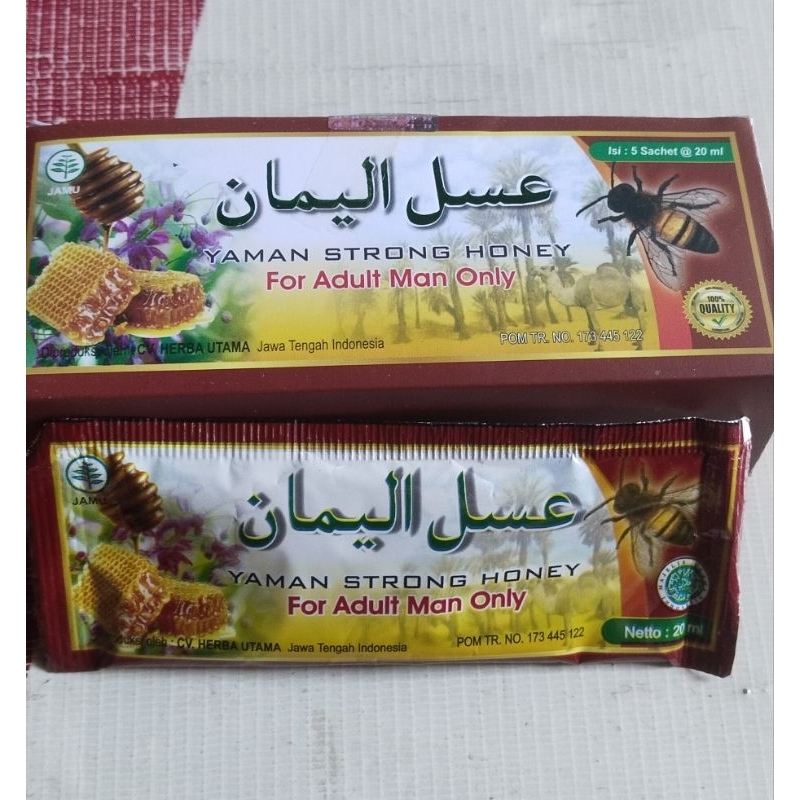 Isi : 5 Sachet @ 20 ml
JAMU
عسل اليمان
YAMAN STRONG HONEY
For Adult Man Only
100%
QUALITY
POM TR. NO. 173 445 122
CV. HERBA UTAMA Jawa Tengah Indonesia
JAMU
عسل اليمان
YAMAN STRONG HONEY
For Adult Man Only
oleh : CV. HERBA UTAMA Jawa Tengah Indonesia
POM TR. NO. 173 445 122
Netto : 20 ml